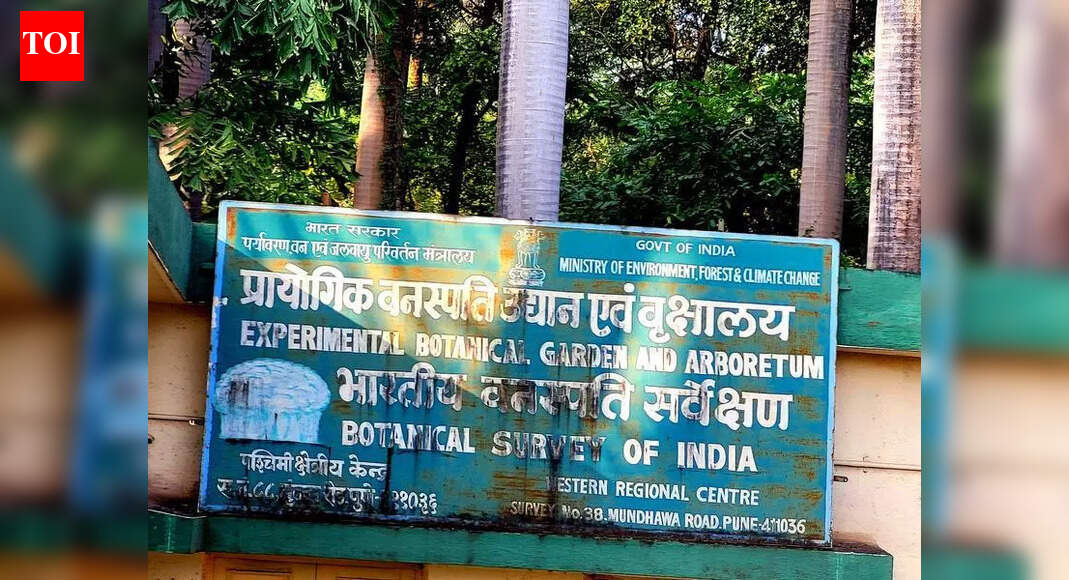 TOI
भारत सरकार
पर्यावरण, वन एवं जलवायु परिवर्तन मंत्रालय
GOVT OF INDIA
MINISTRY OF ENVIRONMENT, FOREST & CLIMATE CHANGE
प्रायोगिक वनस्पति उद्यान एवं वृक्षालय
EXPERIMENTAL BOTANICAL GARDEN AND ARBORETUM
भारतीय वनस्पति सर्वेक्षण
BOTANICAL SURVEY OF INDIA
पश्चिमी क्षेत्रीय केन्द्र
WESTERN REGIONAL CENTRE
SURVEY No.38, MUNDHAWA ROAD, PUNE-411036